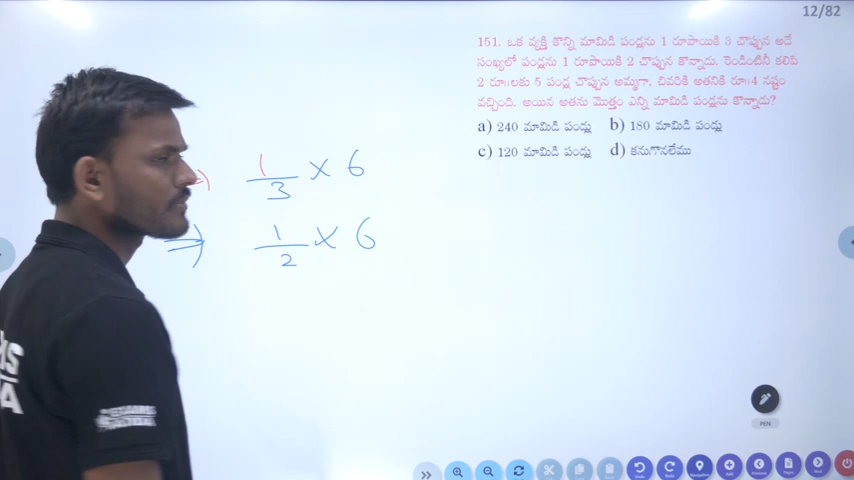 12/82
151. ఒక వ్యక్తి కొన్ని మామిడి పండ్లను 1 రూపాయికి 3 చొప్పున అదే
సంఖ్యలో పండ్లను 1 రూపాయికి 2 చొప్పున కొన్నాడు. రెండింటినీ కలిపి
2 రూ॥లకు 5 పండ్ల చొప్పున అమ్మగా, చివరికి అతనికి రూ॥4 నష్టం
వచ్చింది. అయిన అతను మొత్తం ఎన్ని మామిడి పండ్లను కొన్నాడు?
a) 240 మామిడి పండ్లు b) 180 మామిడి పండ్లు
c) 120 మామిడి పండ్లు d) కనుగొనలేము
⇒) 1/3 × 6
⇒) 1/2 × 6
PEN